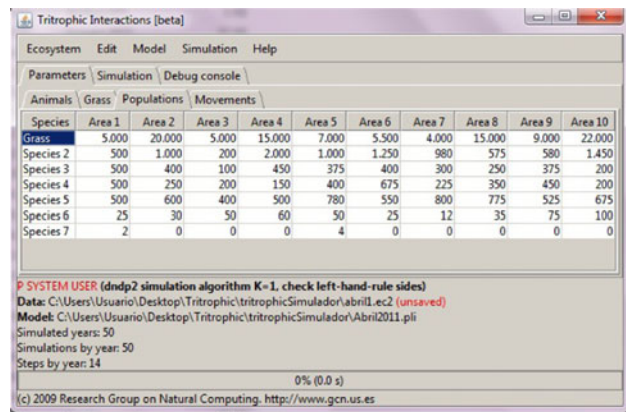 Tritrophic Interactions [beta]
Ecosystem Edit Model Simulation Help
Parameters Simulation Debug console
Animals Grass Populations Movements
Species Area 1 Area 2 Area 3 Area 4 Area 5 Area 6 Area 7 Area 8 Area 9 Area 10
Grass 5.000 20.000 5.000 15.000 7.000 5.500 4.000 15.000 9.000 22.000
Species 2 500 1.000 200 2.000 1.000 1.250 980 575 580 1.450
Species 3 500 400 100 450 375 400 300 250 375 200
Species 4 500 250 200 150 400 675 225 350 450 200
Species 5 500 600 400 500 780 550 800 775 525 675
Species 6 25 30 50 60 50 25 12 35 75 100
Species 7 2 0 0 0 4 0 0 0 0 0
P SYSTEM USER (dndp2 simulation algorithm K=1, check left-hand-rule sides)
Data: C:\Users\Usuario\Desktop\Tritrophic\tritrophicSimulador\abril1.ec2 (unsaved)
Model: C:\Users\Usuario\Desktop\Tritrophic\tritrophicSimulador\Abril2011.pli
Simulated years: 50
Simulations by year: 50
Steps by year: 14
0% (0.0 s)
(c) 2009 Research Group on Natural Computing. http://www.gcn.us.es